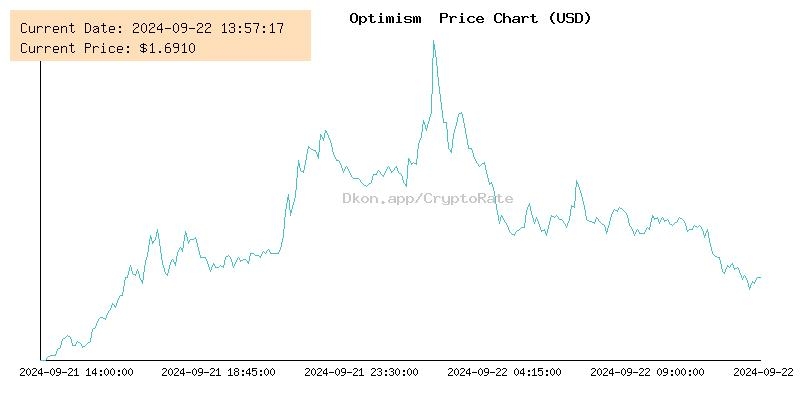 Optimism Price Chart (USD)
Current Date: 2024-09-22 13:57:17
Current Price: $1.6910
Dkon.app/CryptoRate
2024-09-21 14:00:00 2024-09-21 18:45:00 2024-09-21 23:30:00 2024-09-22 04:15:00 2024-09-22 09:00:00 2024-09-22